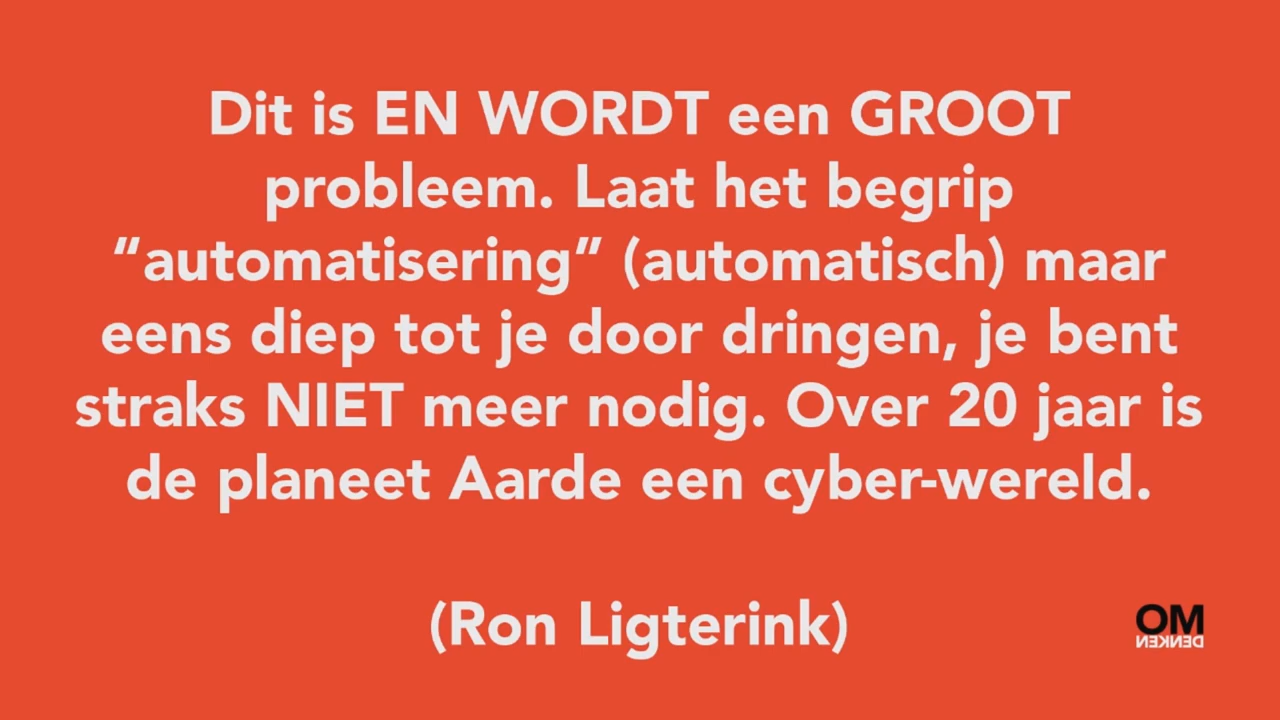 Dit is EN WORDT een GROOT
probleem. Laat het begrip
“automatisering” (automatisch) maar
eens diep tot je door dringen, je bent
straks NIET meer nodig. Over 20 jaar is
de planeet Aarde een cyber-wereld.
(Ron Ligterink)
OM
DENKEN